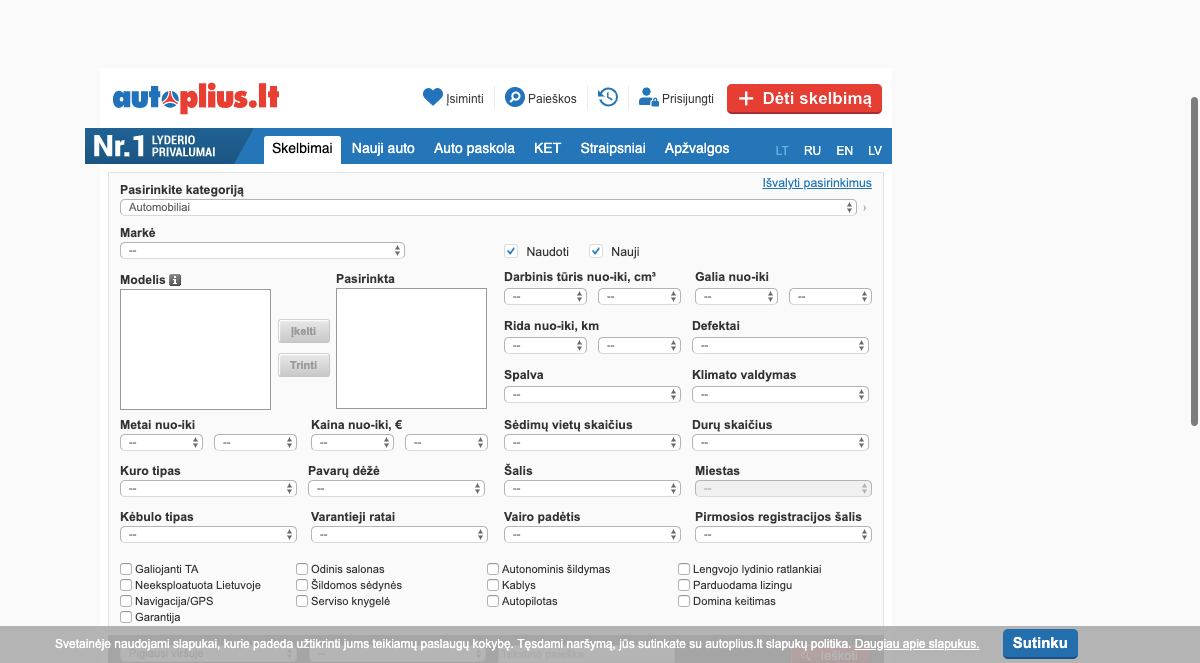 autoplius.lt
Įsiminti
Paieškos
Prisijungti
+ Dėti skelbimą
Nr.1 LYDERIO PRIVALUMAI
Skelbimai Nauji auto Auto paskola KET Straipsniai Apžvalgos
LT RU EN LV
Išvalyti pasirinkimus
Pasirinkite kategoriją
Automobiliai
Markė
--
Naudoti Nauji
Modelis Pasirinkta
Įkelti
Trinti
Darbinis tūris nuo-iki, cm³ Galia nuo-iki
-- -- -- --
Rida nuo-iki, km Defektai
-- -- --
Spalva Klimato valdymas
-- --
Metai nuo-iki Kaina nuo-iki, € Sėdimų vietų skaičius Durų skaičius
-- -- -- -- -- --
Kuro tipas Pavarų dėžė Šalis Miestas
-- -- -- --
Kėbulo tipas Varantieji ratai Vairo padėtis Pirmosios registracijos šalis
-- -- -- --
Galiojanti TA Odinis salonas Autonominis šildymas Lengvojo lydinio ratlankiai
Neeksploatuota Lietuvoje Šildomos sėdynės Kablys Parduodama lizingu
Navigacija/GPS Serviso knygelė Autopilotas Domina keitimas
Garantija
Svetainėje naudojami slapukai, kurie padeda užtikrinti jums teikiamų paslaugų kokybę. Tęsdami naršymą, jūs sutinkate su autoplius.lt slapukų politika. Daugiau apie slapukus.
Sutinku
Pigiausi viršuje
Ieškoti